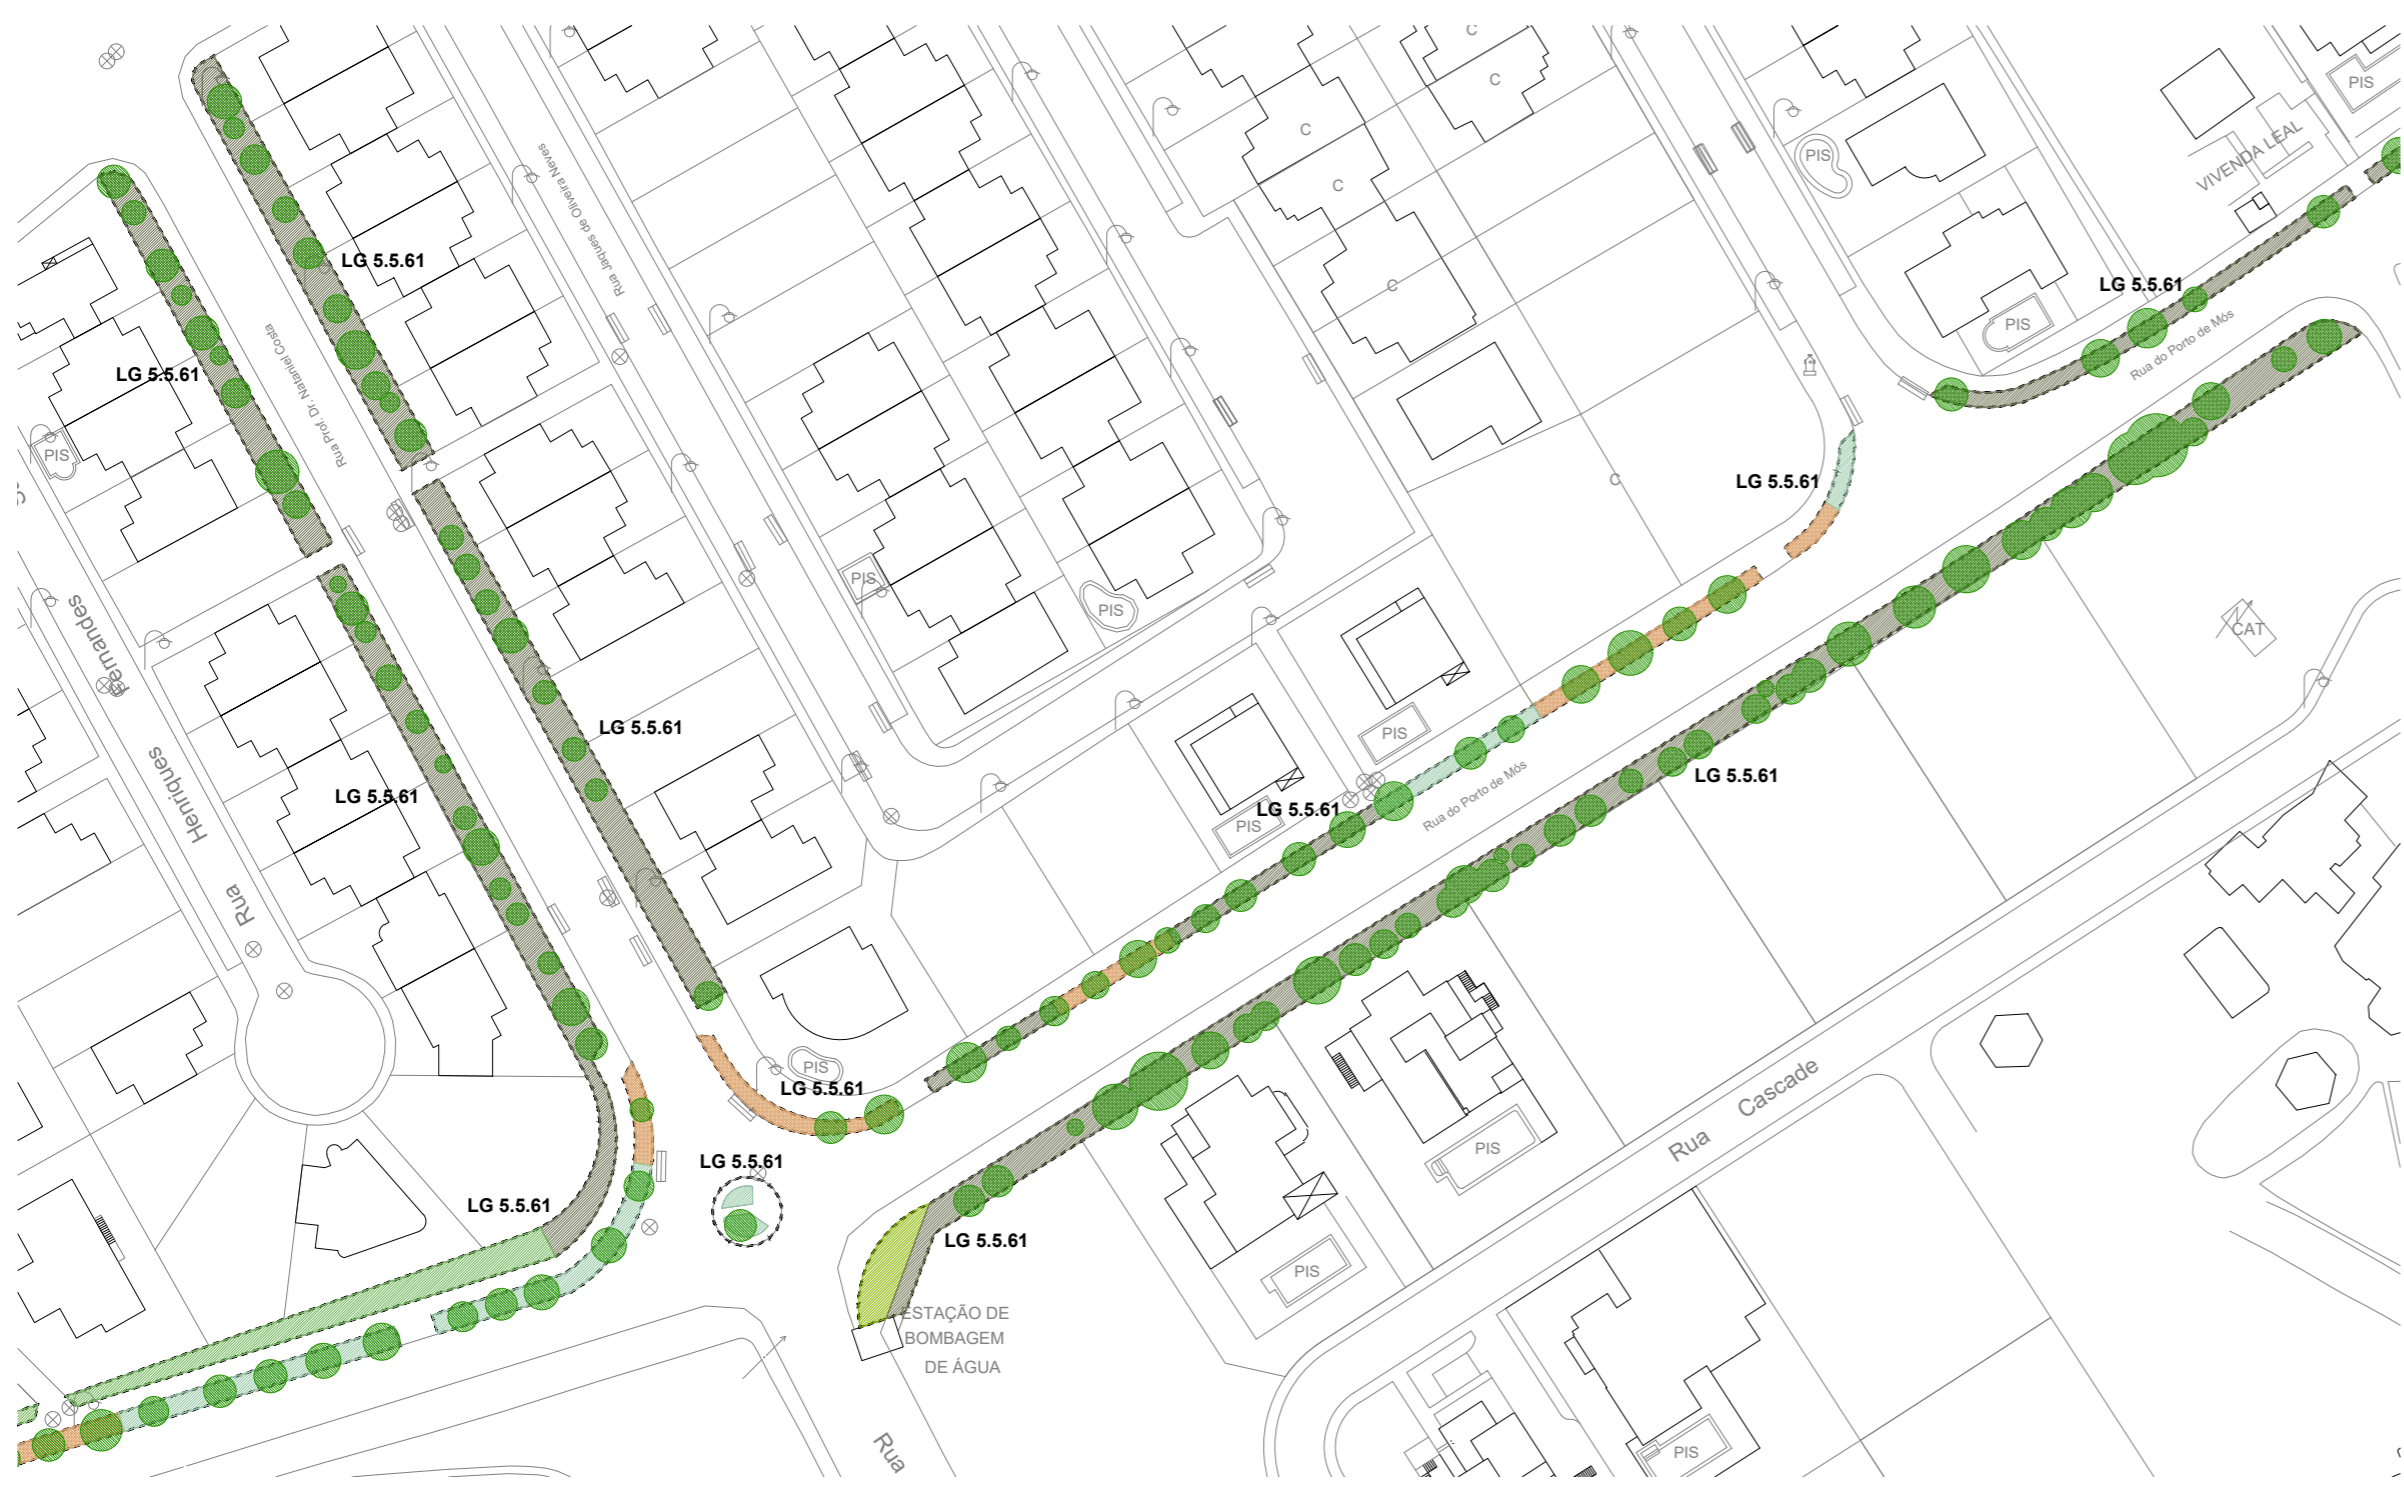 C
C
PIS
C
PIS
VIVENDA LEAL
Rua Jaques de Oliveira Neves
C
LG 5.5.61
LG 5.5.61
C
PIS
Rua do Porto de Mós
Rua Prof. Dr. Nataniel Costa
LG 5.5.61
PIS
C
LG 5.5.61
PIS
PIS
CAT
Rua Henriques Fernandes
LG 5.5.61
PIS
LG 5.5.61
LG 5.5.61
LG 5.5.61
PIS
Rua do Porto de Mós
PIS
LG 5.5.61
Rua Cascade
PIS
LG 5.5.61
LG 5.5.61
LG 5.5.61
PIS
PIS
ESTAÇÃO DE
BOMBAGEM
DE ÁGUA
Rua
PIS